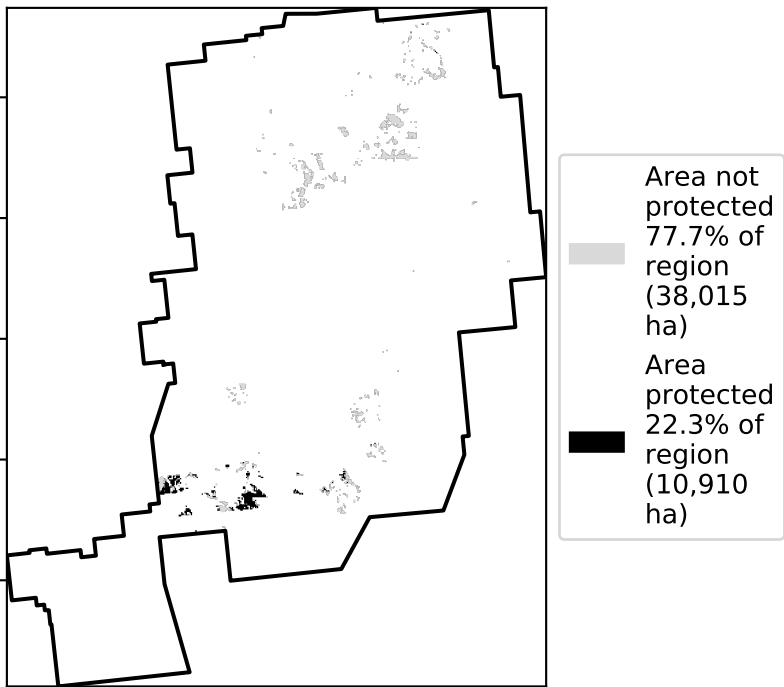 Area not
protected
77.7% of
region
(38,015
ha)
Area
protected
22.3% of
region
(10,910
ha)